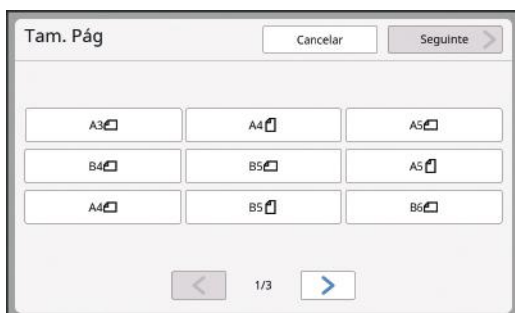 Tam. Pág Cancelar Seguinte
A3 A4 A5
B4 B5 A5
A4 B5 B6
1/3